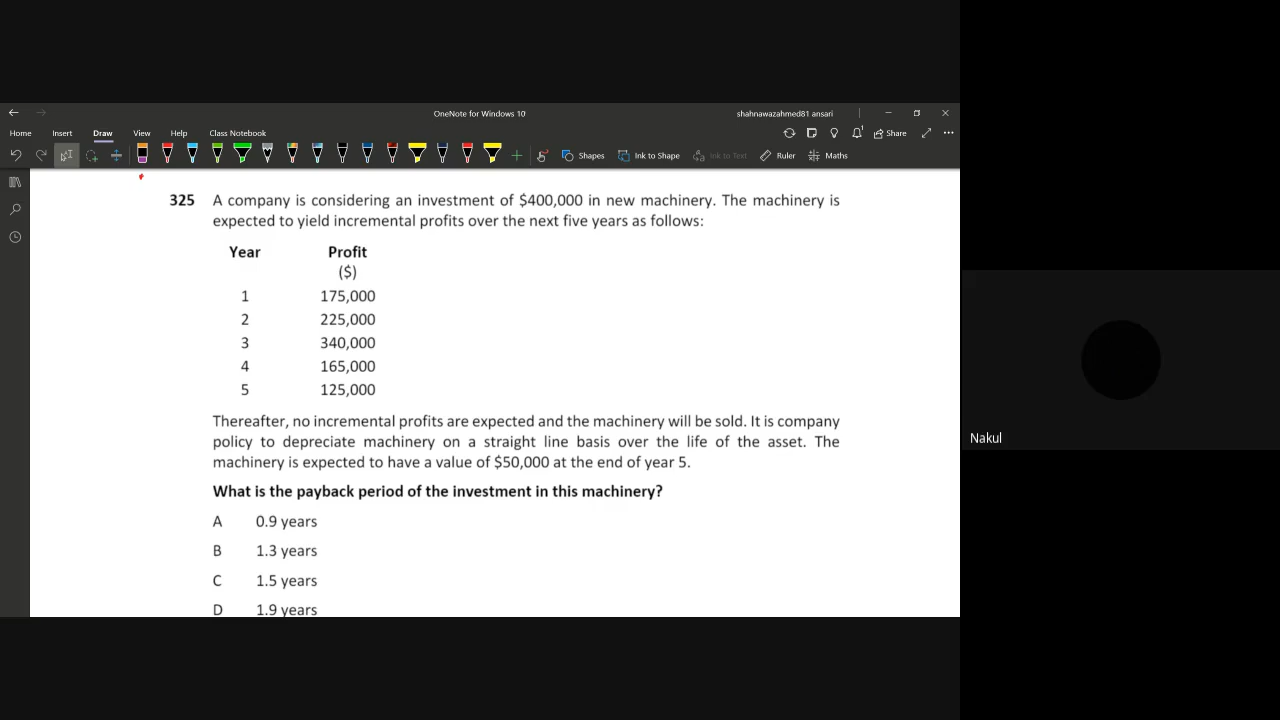 OneNote for Windows 10
shahnawazahmed81 ansari
Home Insert Draw View Help Class Notebook
Share
Shapes Ink to Shape Ink to Text Ruler Maths
325 A company is considering an investment of $400,000 in new machinery. The machinery is
expected to yield incremental profits over the next five years as follows:
Year Profit
($)
1 175,000
2 225,000
3 340,000
4 165,000
5 125,000
Thereafter, no incremental profits are expected and the machinery will be sold. It is company
policy to depreciate machinery on a straight line basis over the life of the asset. The
machinery is expected to have a value of $50,000 at the end of year 5.
What is the payback period of the investment in this machinery?
A 0.9 years
B 1.3 years
C 1.5 years
D 1.9 years
Nakul